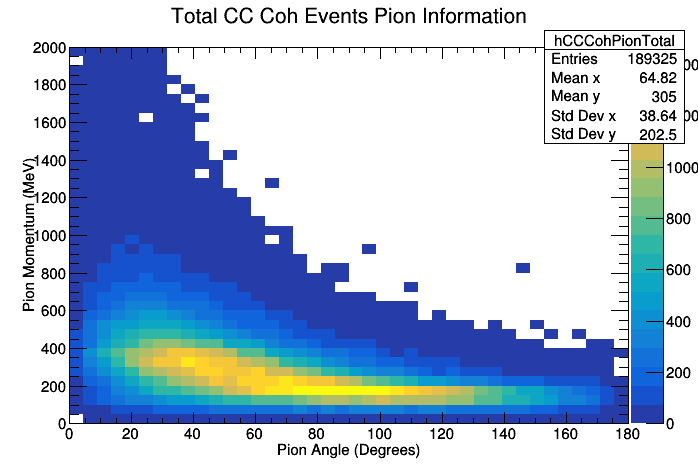 Total CC Coh Events Pion Information
hCCCohPionTotal
Entries 189325
Mean x 64.82
Mean y 305
Std Dev x 38.64
Std Dev y 202.5
Pion Momentum (MeV)
2000
1800
1600
1400
1200
1000
800
600
400
200
0
0 20 40 60 80 100 120 140 160 180
Pion Angle (Degrees)
1000
800
600
400
200
0